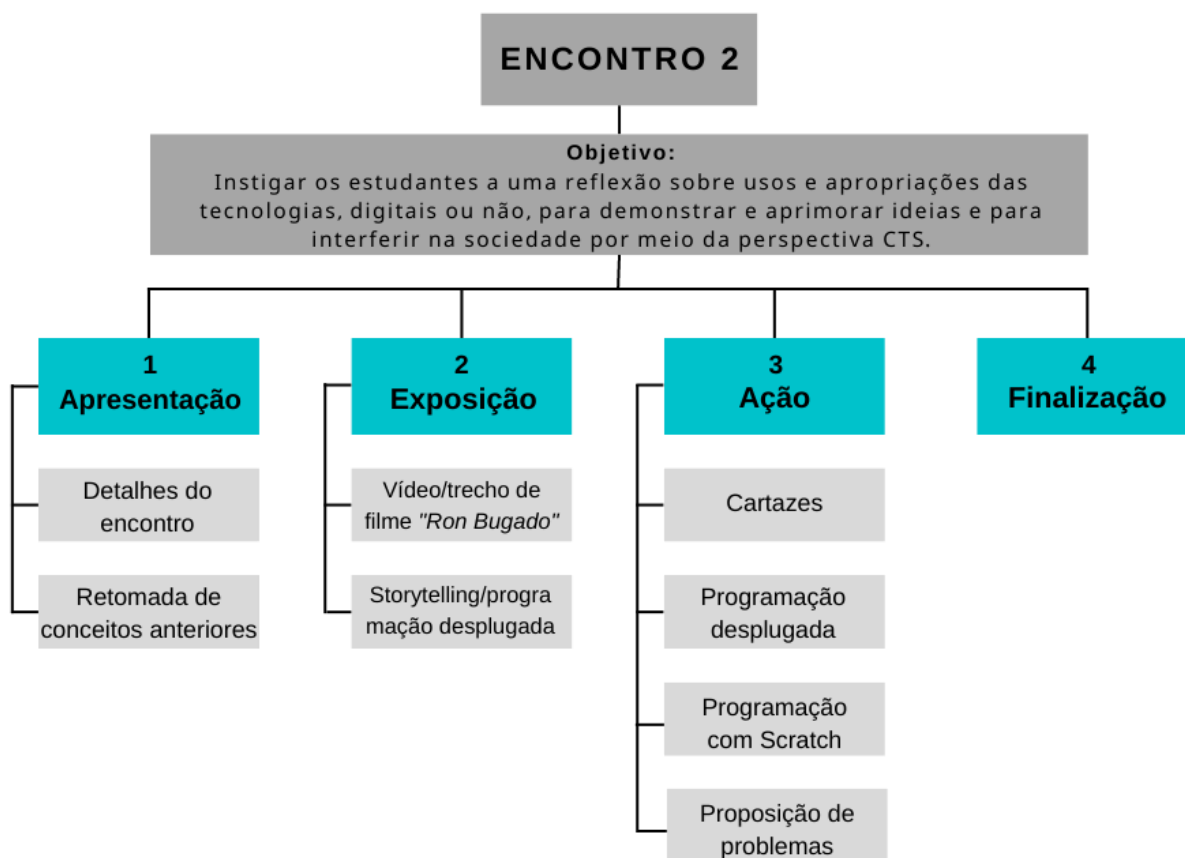 ENCONTRO 2
Objetivo:
Instigar os estudantes a uma reflexão sobre usos e apropriações das
tecnologias, digitais ou não, para demonstrar e aprimorar ideias e para
interferir na sociedade por meio da perspectiva CTS.
1
Apresentação
Detalhes do
encontro
Retomada de
conceitos anteriores
2
Exposição
Vídeo/trecho de
filme "Ron Bugado"
Storytelling/progra
mação desplugada
3
Ação
Cartazes
Programação
desplugada
Programação
com Scratch
Proposição de
problemas
4
Finalização